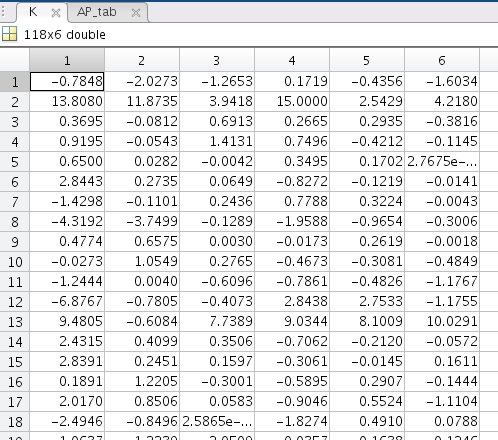 K AP_tab
118x6 double
1 2 3 4 5 6
1 −0.7848 −2.0273 −1.2653 0.1719 −0.4356 −1.6034
2 13.8080 11.8735 3.9418 15.0000 2.5429 4.2180
3 0.3695 −0.0812 0.6913 0.2665 0.2935 −0.3816
4 0.9195 −0.0543 1.4131 0.7496 −0.4212 −0.1145
5 0.6500 0.0282 −0.0042 0.3495 0.1702 2.7675e−...
6 2.8443 0.2735 0.0649 −0.8272 −0.1219 −0.0141
7 −1.4298 −0.1101 0.2436 0.7788 0.3224 −0.0043
8 −4.3192 −3.7499 −0.1289 −1.9588 −0.9654 −0.3006
9 0.4774 0.6575 0.0030 −0.0173 0.2619 −0.0018
10 −0.0273 1.0549 0.2765 −0.4673 −0.3081 −0.4849
11 −1.2444 0.0040 −0.6096 −0.7861 −0.4826 −1.1767
12 −6.8767 −0.7805 −0.4073 2.8438 2.7533 −1.1755
13 9.4805 −0.6084 7.7389 9.0344 8.1009 10.0291
14 2.4315 0.4099 0.3506 −0.7062 −0.2120 −0.0572
15 2.8391 0.2451 0.1597 −0.3061 −0.0145 0.1611
16 0.1891 1.2205 −0.3001 −0.5895 0.2907 −0.1444
17 2.0170 0.8506 0.0583 −0.9046 0.5524 −1.1104
18 −2.4946 −0.8496 2.5865e−... −1.8274 0.4910 0.0788